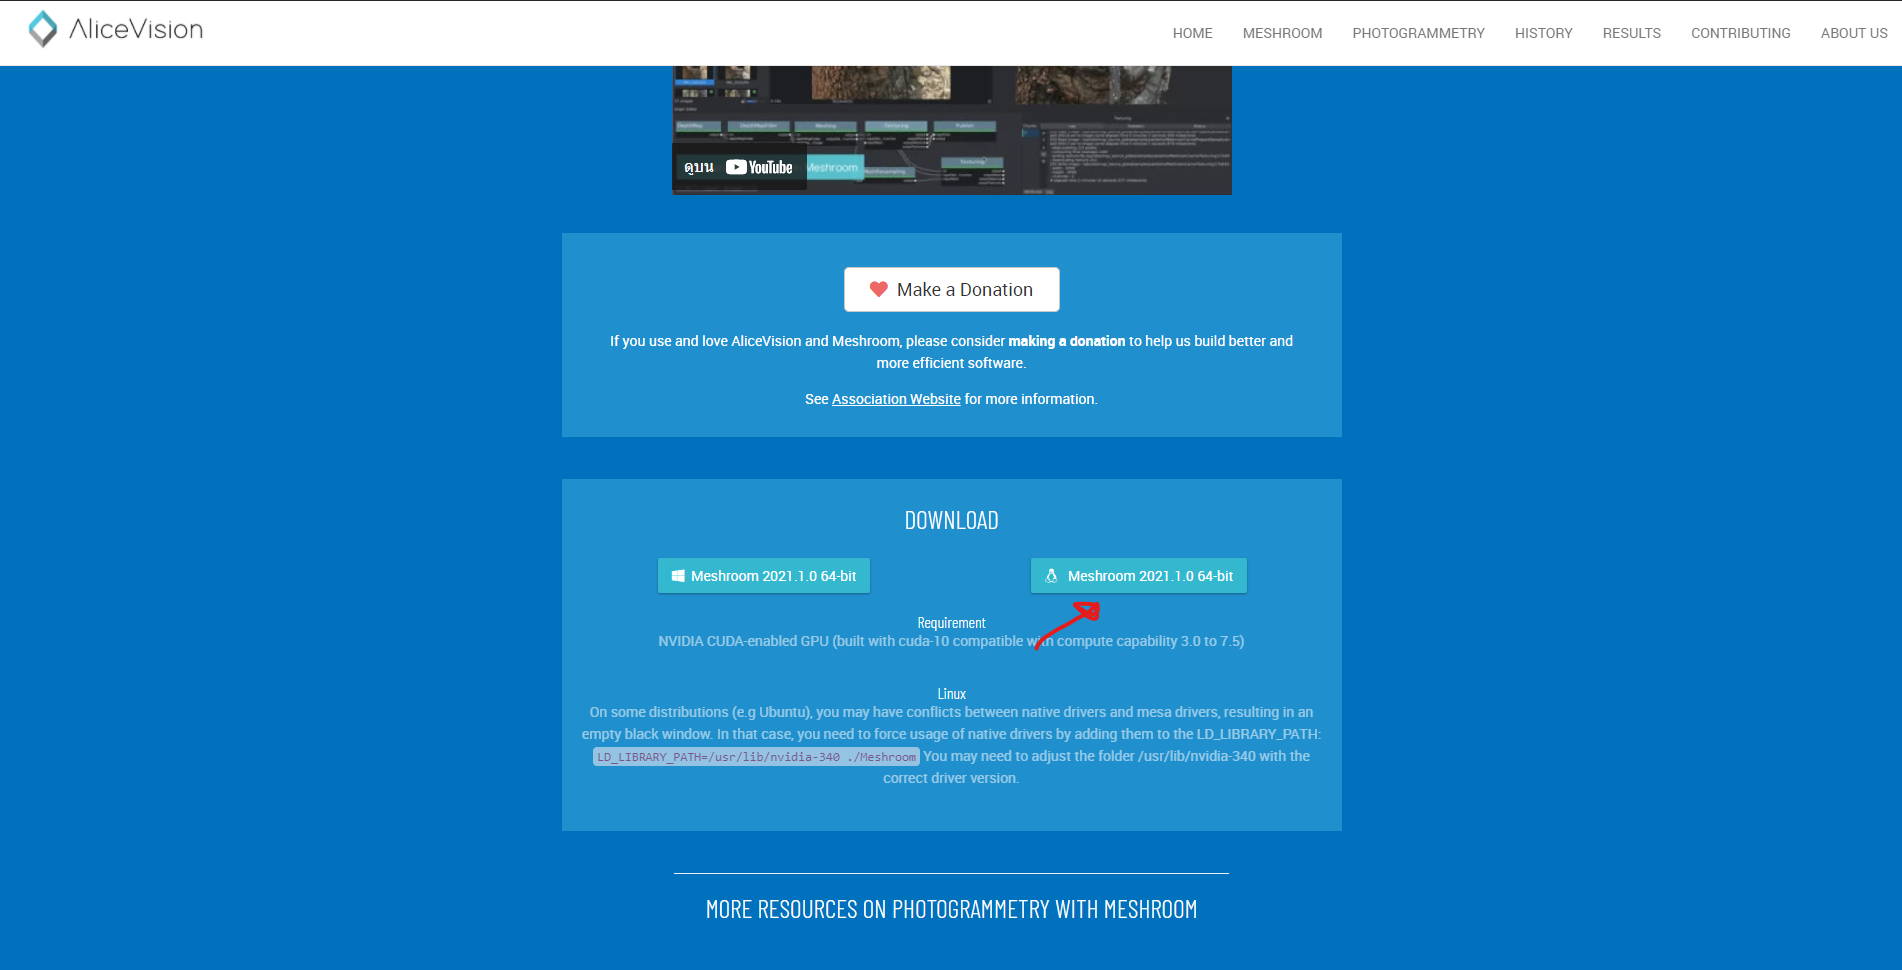 AliceVision
HOME MESHROOM PHOTOGRAMMETRY HISTORY RESULTS CONTRIBUTING ABOUT US
Texturing
Publish
Texturing
ดูบน YouTube Meshroom
Make a Donation
If you use and love AliceVision and Meshroom, please consider making a donation to help us build better and
more efficient software.
See Association Website for more information.
DOWNLOAD
Meshroom 2021.1.0 64-bit Meshroom 2021.1.0 64-bit
Requirement
NVIDIA CUDA-enabled GPU (built with cuda-10 compatible with compute capability 3.0 to 7.5)
Linux
On some distributions (e.g Ubuntu), you may have conflicts between native drivers and mesa drivers, resulting in an
empty black window. In that case, you need to force usage of native drivers by adding them to the LD_LIBRARY_PATH:
LD_LIBRARY_PATH=/usr/lib/nvidia-340 ./Meshroom You may need to adjust the folder /usr/lib/nvidia-340 with the
correct driver version.
MORE RESOURCES ON PHOTOGRAMMETRY WITH MESHROOM